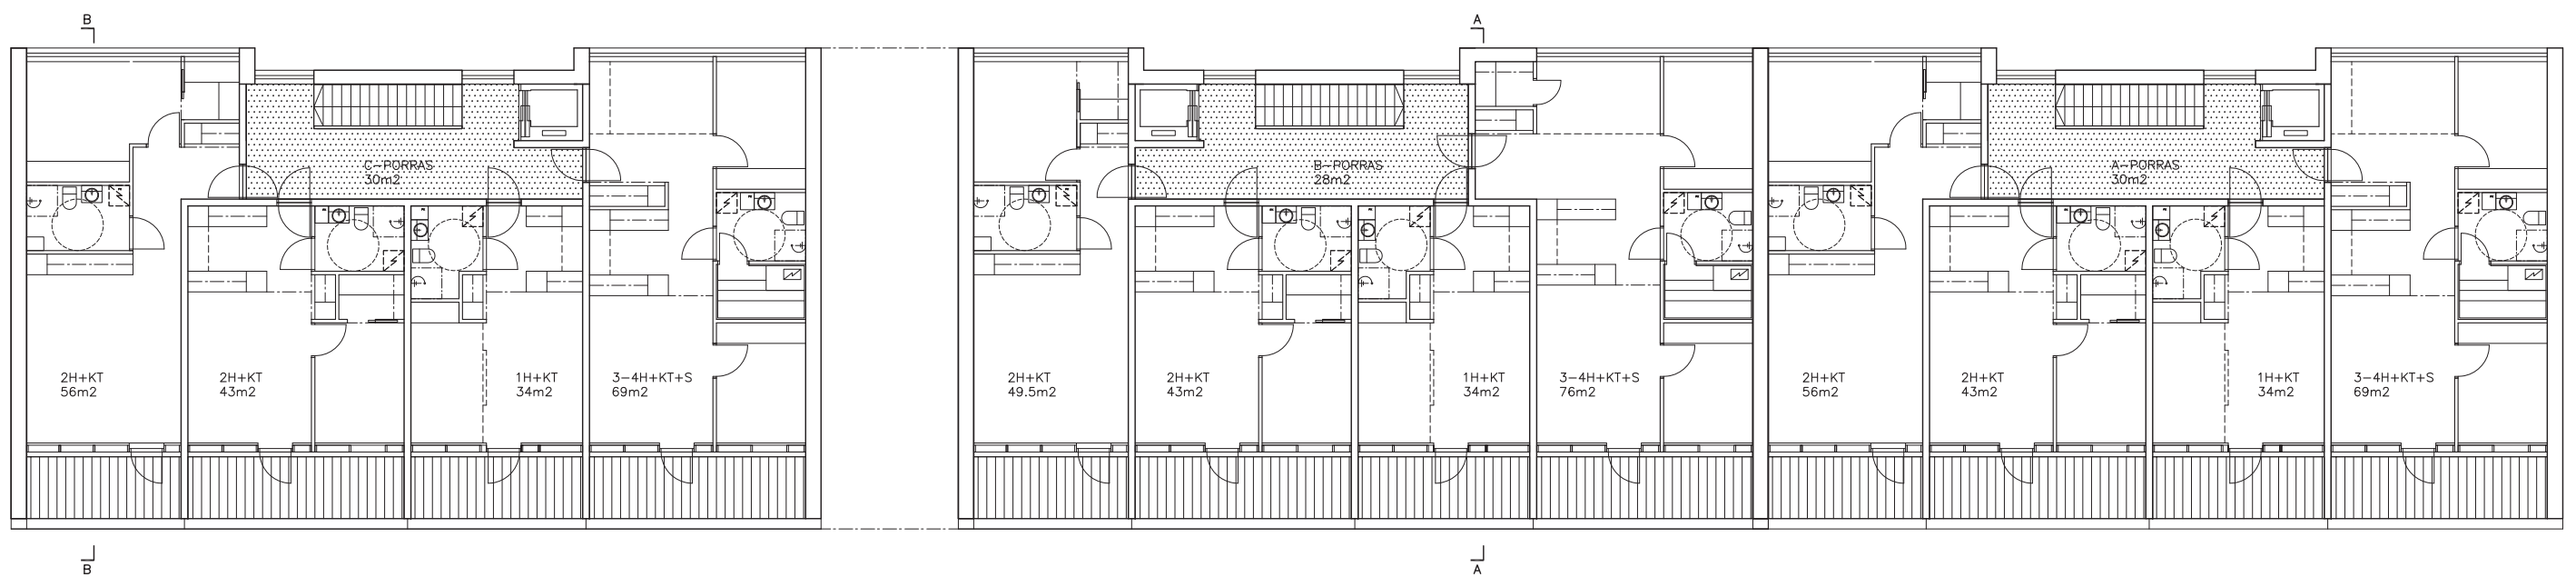 B
A
C-PORRAS
30m2
B-PORRAS
28m2
A-PORRAS
30m2
2H+KT
56m2
2H+KT
43m2
1H+KT
34m2
3-4H+KT+S
69m2
2H+KT
49.5m2
2H+KT
43m2
1H+KT
34m2
3-4H+KT+S
76m2
2H+KT
56m2
2H+KT
43m2
1H+KT
34m2
3-4H+KT+S
69m2
B
A